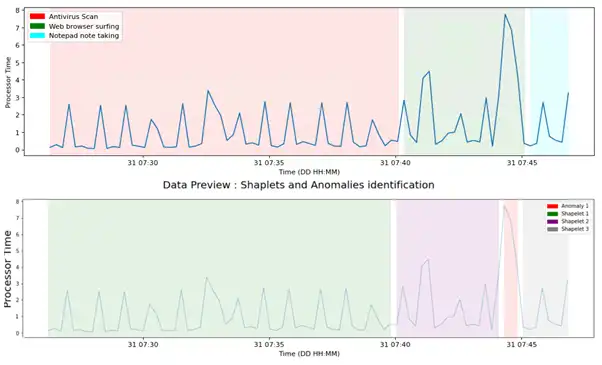 8
7
6
5
4
3
2
1
0
Processor Time
Antivirus Scan
Web browser surfing
Notepad note taking
31 07:30
31 07:35
31 07:40
31 07:45
Time (DD HH:MM)
Data Preview : Shaplets and Anomalies identification
8
7
6
5
4
3
2
1
0
Processor Time
Anomaly 1
Shapelet 1
Shapelet 2
Shapelet 3
31 07:30
31 07:35
31 07:40
31 07:45
Time (DD HH:MM)